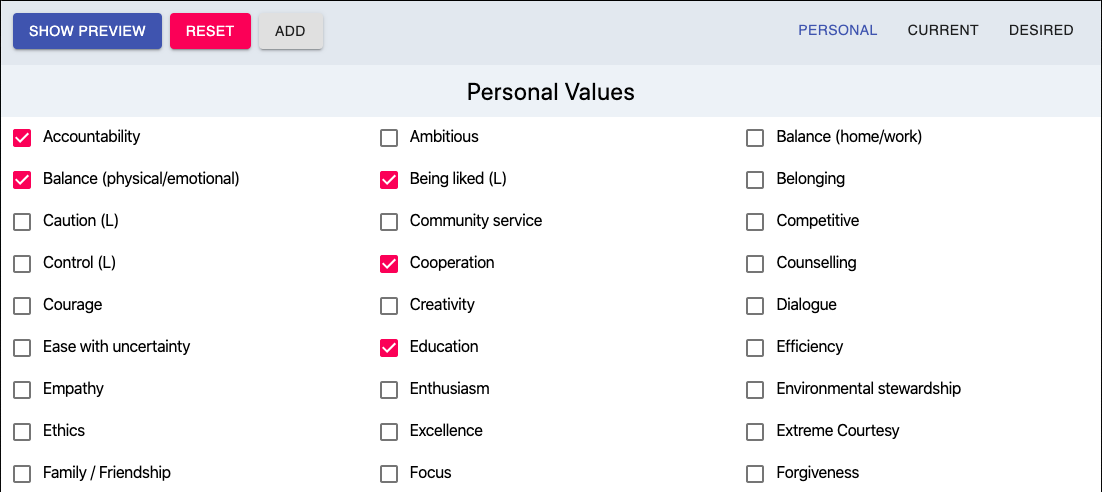 SHOW PREVIEW RESET ADD PERSONAL CURRENT DESIRED
Personal Values
Accountability Ambitious Balance (home/work)
Balance (physical/emotional) Being liked (L) Belonging
Caution (L) Community service Competitive
Control (L) Cooperation Counselling
Courage Creativity Dialogue
Ease with uncertainty Education Efficiency
Empathy Enthusiasm Environmental stewardship
Ethics Excellence Extreme Courtesy
Family / Friendship Focus Forgiveness